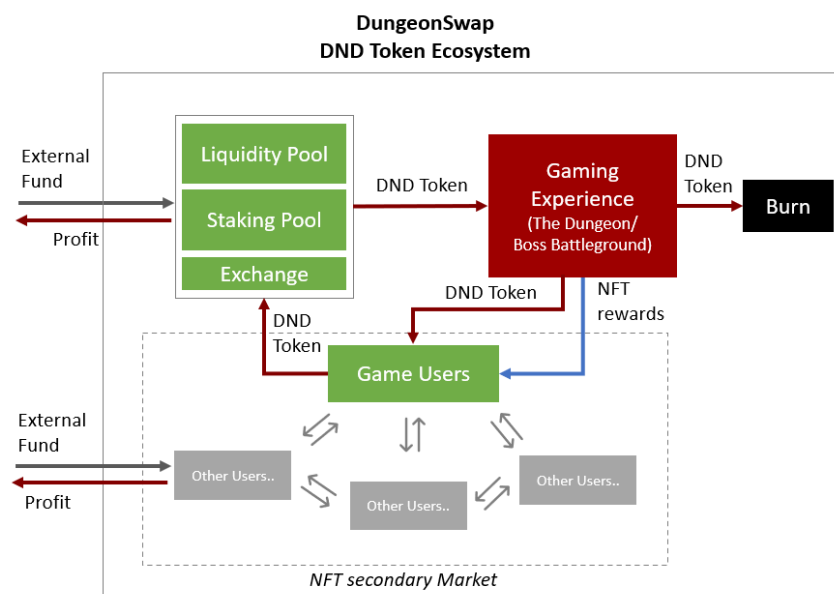 DungeonSwap
DND Token Ecosystem
External
Fund
Profit
Liquidity Pool
Staking Pool
Exchange
DND Token
Gaming
Experience
(The Dungeon/
Boss Battleground)
DND
Token
Burn
DND Token
NFT
rewards
DND
Token
Game Users
External
Fund
Profit
Other Users..
Other Users..
Other Users..
NFT secondary Market